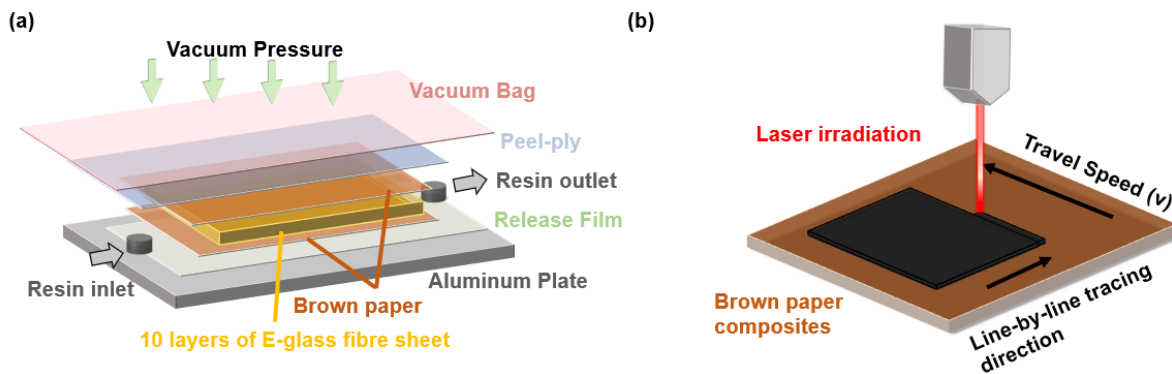 (a)
Vacuum Pressure
Vacuum Bag
Peel-ply
Resin outlet
Release Film
Resin inlet
Aluminum Plate
Brown paper
10 layers of E-glass fibre sheet
(b)
Laser irradiation
Travel Speed (v)
Brown paper
composites
Line-by-line tracing
direction